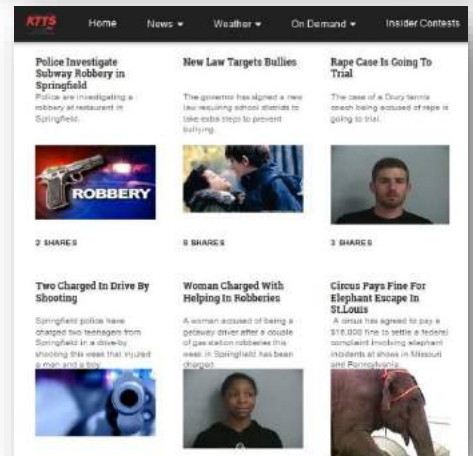 KTTS
Home News Weather On Demand Insider Contests
Police Investigate
Subway Robbery in
Springfield
Police are investigating a
robbery at restaurant in
Springfield.
ROBBERY
2 SHARES
New Law Targets Bullies
The governor has signed a new
law requiring school districts to
take extra steps to prevent
bullying.
8 SHARES
Rape Case Is Going To
Trial
The case of a Drury tennis
coach being accused of rape is
going to trial.
3 SHARES
Two Charged In Drive By
Shooting
Springfield police have
charged two teenagers from
Springfield in a drive-by
shooting this week that injured
a man and a boy.
Woman Charged With
Helping In Robberies
A woman accused of being a
getaway driver after a couple
of gas station robberies this
week in Springfield has been
charged.
Circus Pays Fine For
Elephant Escape In
St.Louis
A circus has agreed to pay a
$16,000 fine to settle a federal
complaint involving elephant
incidents at shows in Missouri
and Pennsylvania.